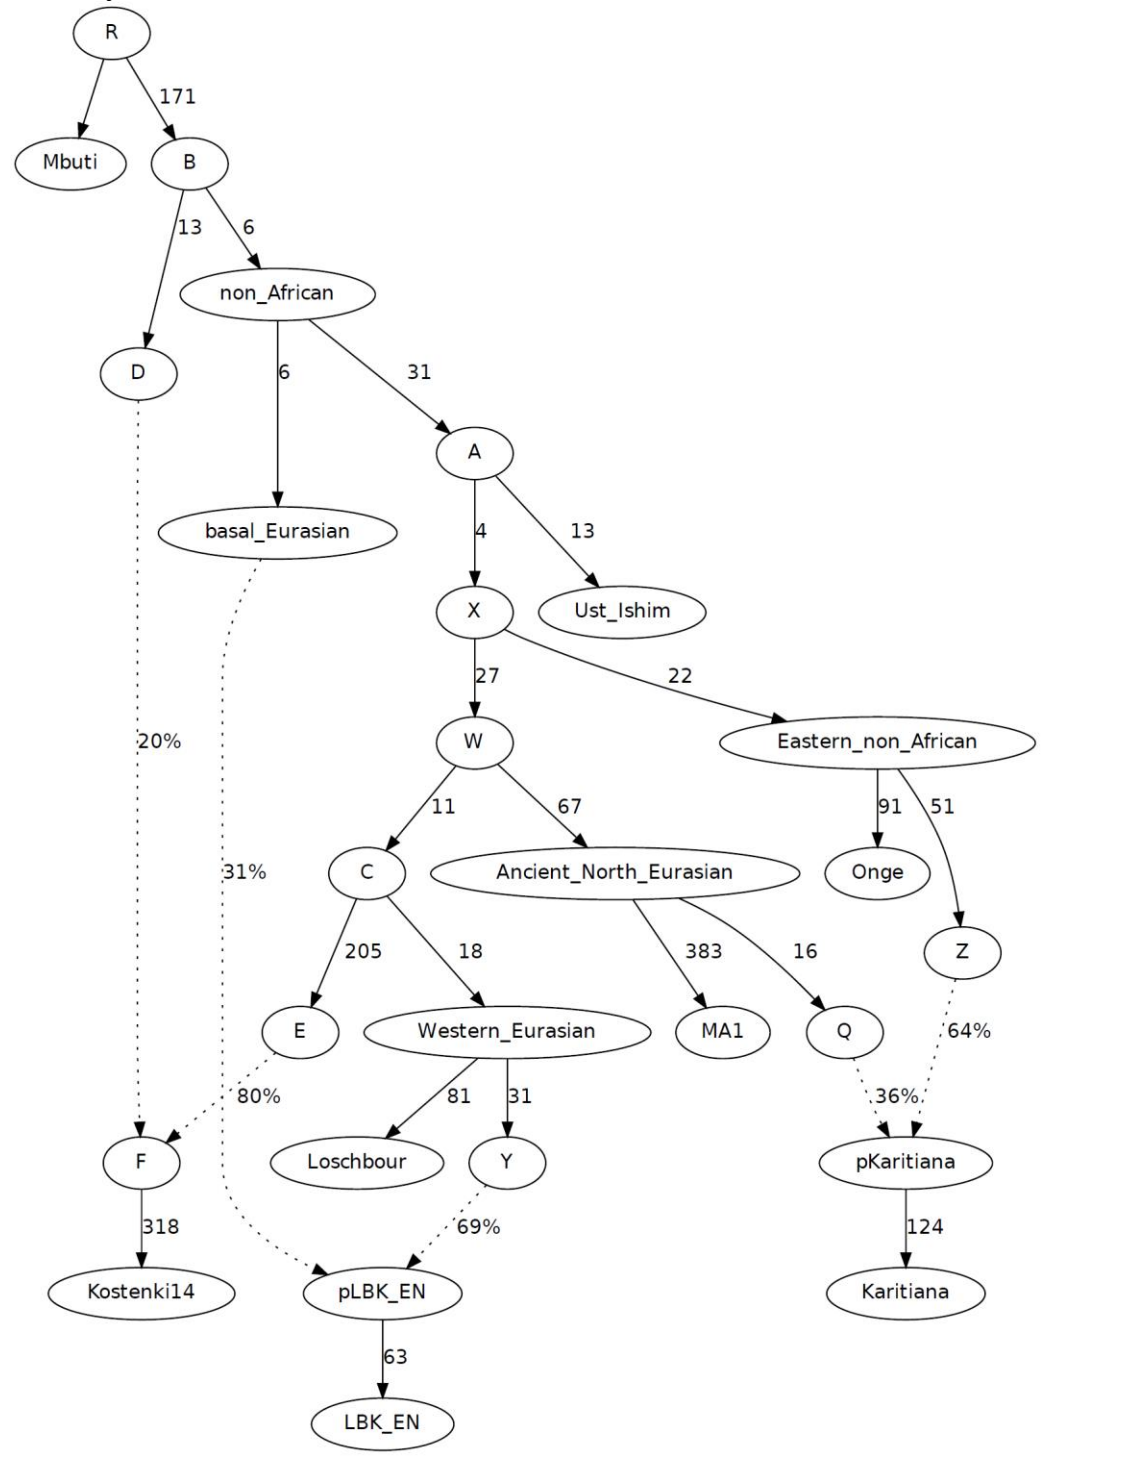 R
171
Mbuti
B
13
6
non_African
D
6
31
A
basal_Eurasian
4
13
X
Ust_Ishim
27
22
20%
W
Eastern_non_African
11
67
91
51
31%
C
Ancient_North_Eurasian
Onge
205
18
383
16
Z
E
Western_Eurasian
MA1
Q
64%
80%
81
31
36%
F
Loschbour
Y
pKaritiana
318
69%
124
Kostenki14
pLBK_EN
Karitiana
63
LBK_EN